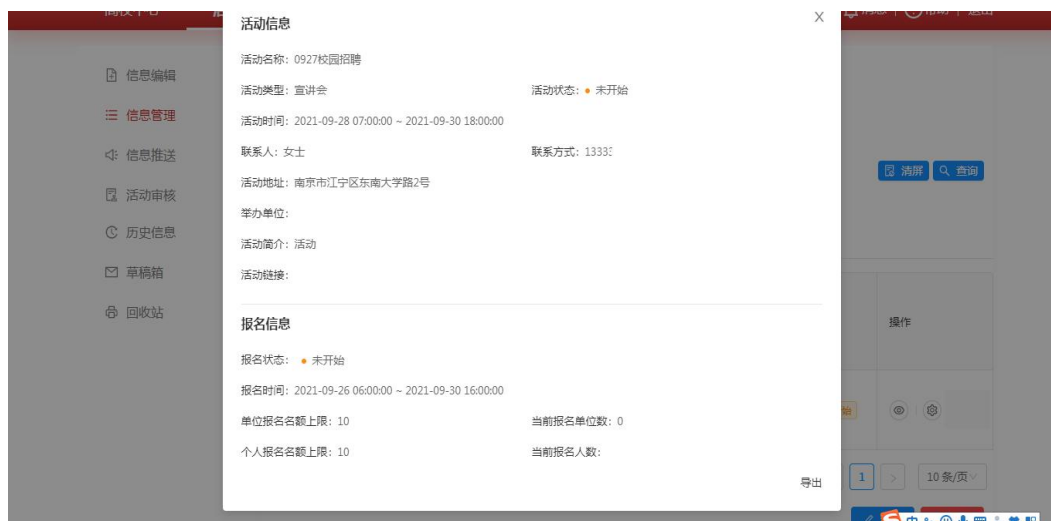 活动信息
X
活动名称: 0927校园招聘
活动类型: 宣讲会
活动状态: 未开始
活动时间: 2021-09-28 07:00:00 ~ 2021-09-30 18:00:00
联系人: 女士
联系方式: 1333
活动地址: 南京市江宁区东南大学路2号
举办单位:
活动简介: 活动
活动链接:
报名信息
报名状态: 未开始
报名时间: 2021-09-26 06:00:00 ~ 2021-09-30 16:00:00
单位报名名额上限: 10
当前报名单位数: 0
个人报名名额上限: 10
当前报名人数:
导出
信息编辑
信息管理
信息推送
活动审核
历史信息
草稿箱
回收站
清屏
查询
操作
1
10 条/页